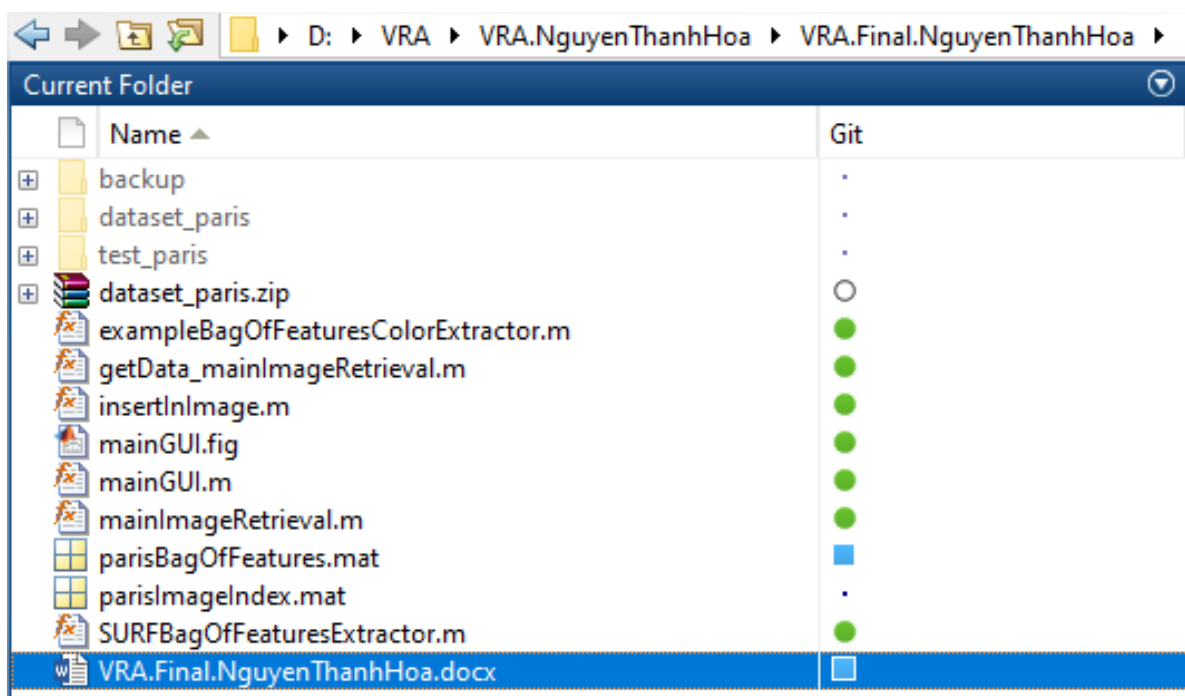 D: VRA VRA.NguyenThanhHoa VRA.Final.NguyenThanhHoa
Current Folder
Name Git
backup
dataset_paris
test_paris
dataset_paris.zip
exampleBagOfFeaturesColorExtractor.m
getData_mainImageRetrieval.m
insertInImage.m
mainGUI.fig
mainGUI.m
mainImageRetrieval.m
parisBagOfFeatures.mat
parisImageIndex.mat
SURFBagOfFeaturesExtractor.m
VRA.Final.NguyenThanhHoa.docx